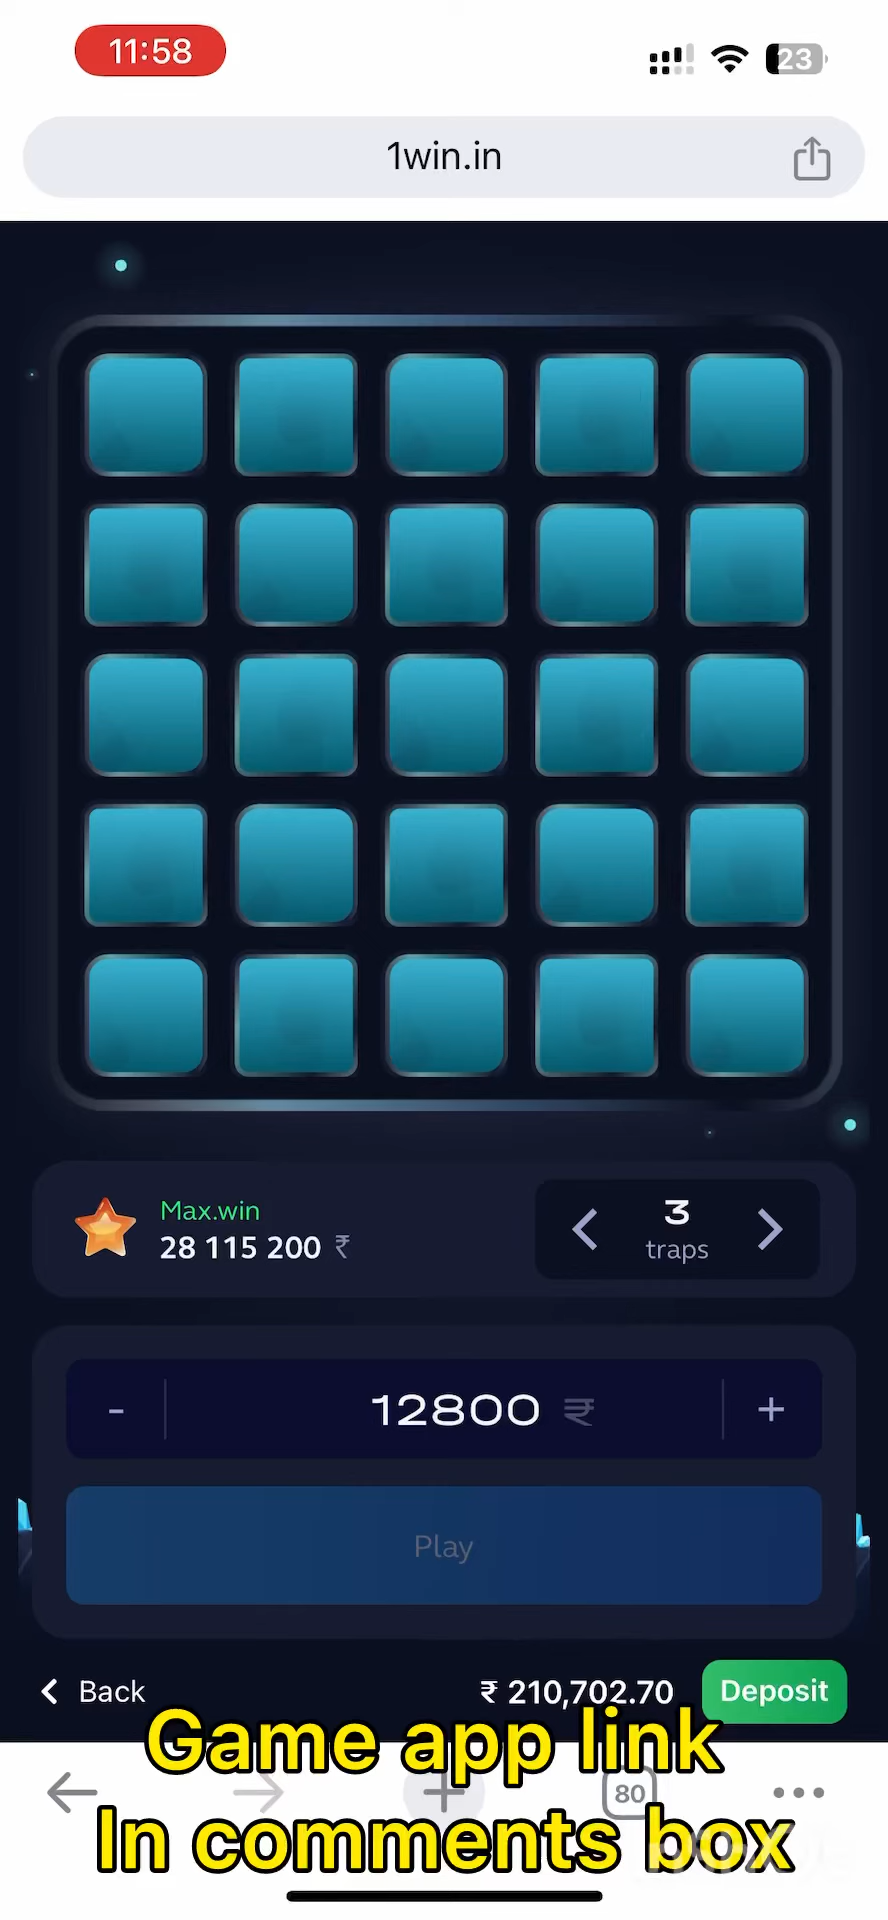 11:58
23
1win.in
Max.win
28 115 200 ₹
3
traps
-
12800 ₹
+
Play
Back
₹ 210,702.70
Deposit
Game app link
80
In comments box